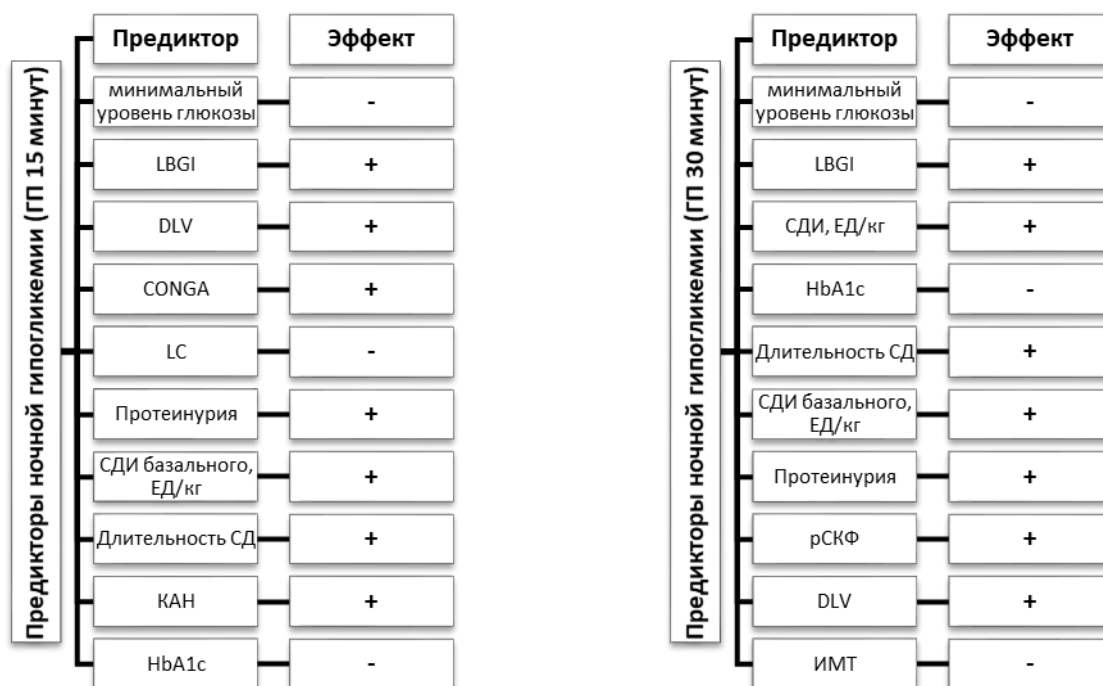 Предикторы ночной гипогликемии (ГП 15 минут)
Предиктор Эффект
минимальный
уровень глюкозы -
LBGI +
DLV +
CONGA +
LC -
Протеинурия +
СДИ базального,
ЕД/кг +
Длительность СД +
КАН +
HbA1c -
Предикторы ночной гипогликемии (ГП 30 минут)
Предиктор Эффект
минимальный
уровень глюкозы -
LBGI +
СДИ, ЕД/кг +
HbA1c -
Длительность СД +
СДИ базального,
ЕД/кг +
Протеинурия +
рСКФ +
DLV +
ИМТ -